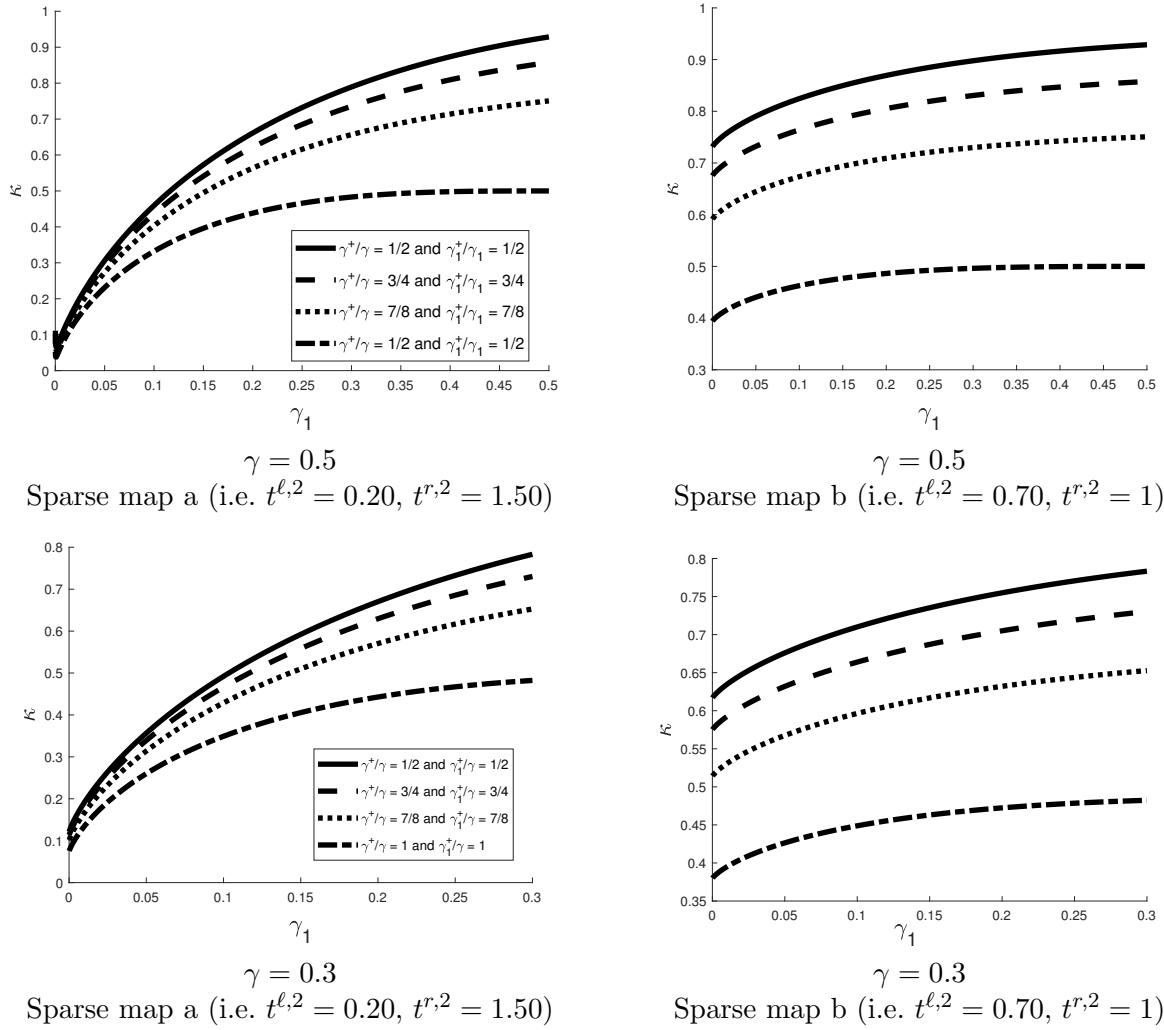 1
0.9
0.8
0.7
0.6
0.5
0.4
0.3
0.2
0.1
0
κ
0 0.05 0.1 0.15 0.2 0.25 0.3 0.35 0.4 0.45 0.5
γ₁
γ⁺/γ = 1/2 and γ₁⁺/γ₁ = 1/2
γ⁺/γ = 3/4 and γ₁⁺/γ₁ = 3/4
γ⁺/γ = 7/8 and γ₁⁺/γ₁ = 7/8
γ⁺/γ = 1/2 and γ₁⁺/γ₁ = 1/2
γ = 0.5
Sparse map a (i.e. t^{ℓ,2} = 0.20, t^{r,2} = 1.50)
1
0.9
0.8
0.7
0.6
0.5
0.4
0.3
κ
0 0.05 0.1 0.15 0.2 0.25 0.3 0.35 0.4 0.45 0.5
γ₁
γ = 0.5
Sparse map b (i.e. t^{ℓ,2} = 0.70, t^{r,2} = 1)
0.8
0.7
0.6
0.5
0.4
0.3
0.2
0.1
0
κ
0 0.05 0.1 0.15 0.2 0.25 0.3
γ₁
γ⁺/γ = 1/2 and γ₁⁺/γ = 1/2
γ⁺/γ = 3/4 and γ₁⁺/γ = 3/4
γ⁺/γ = 7/8 and γ₁⁺/γ = 7/8
γ⁺/γ = 1 and γ₁⁺/γ = 1
γ = 0.3
Sparse map a (i.e. t^{ℓ,2} = 0.20, t^{r,2} = 1.50)
0.8
0.75
0.7
0.65
0.6
0.55
0.5
0.45
0.4
0.35
κ
0 0.05 0.1 0.15 0.2 0.25 0.3
γ₁
γ = 0.3
Sparse map b (i.e. t^{ℓ,2} = 0.70, t^{r,2} = 1)